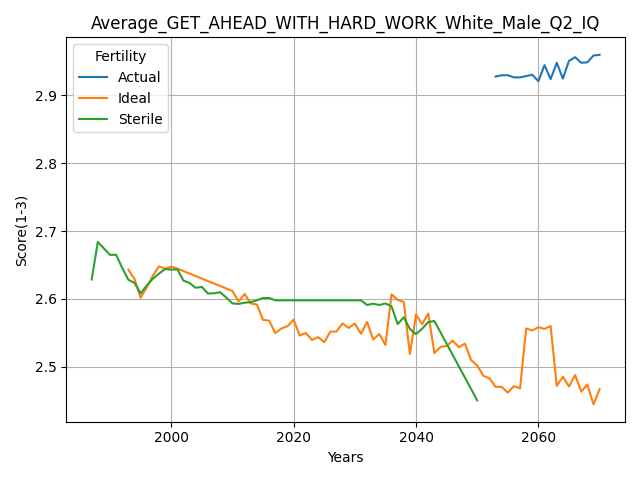 Average_GET_AHEAD_WITH_HARD_WORK_White_Male_Q2_IQ
Fertility
Actual
Ideal
Sterile
Score(1-3)
2.9
2.8
2.7
2.6
2.5
2000
2020
2040
2060
Years